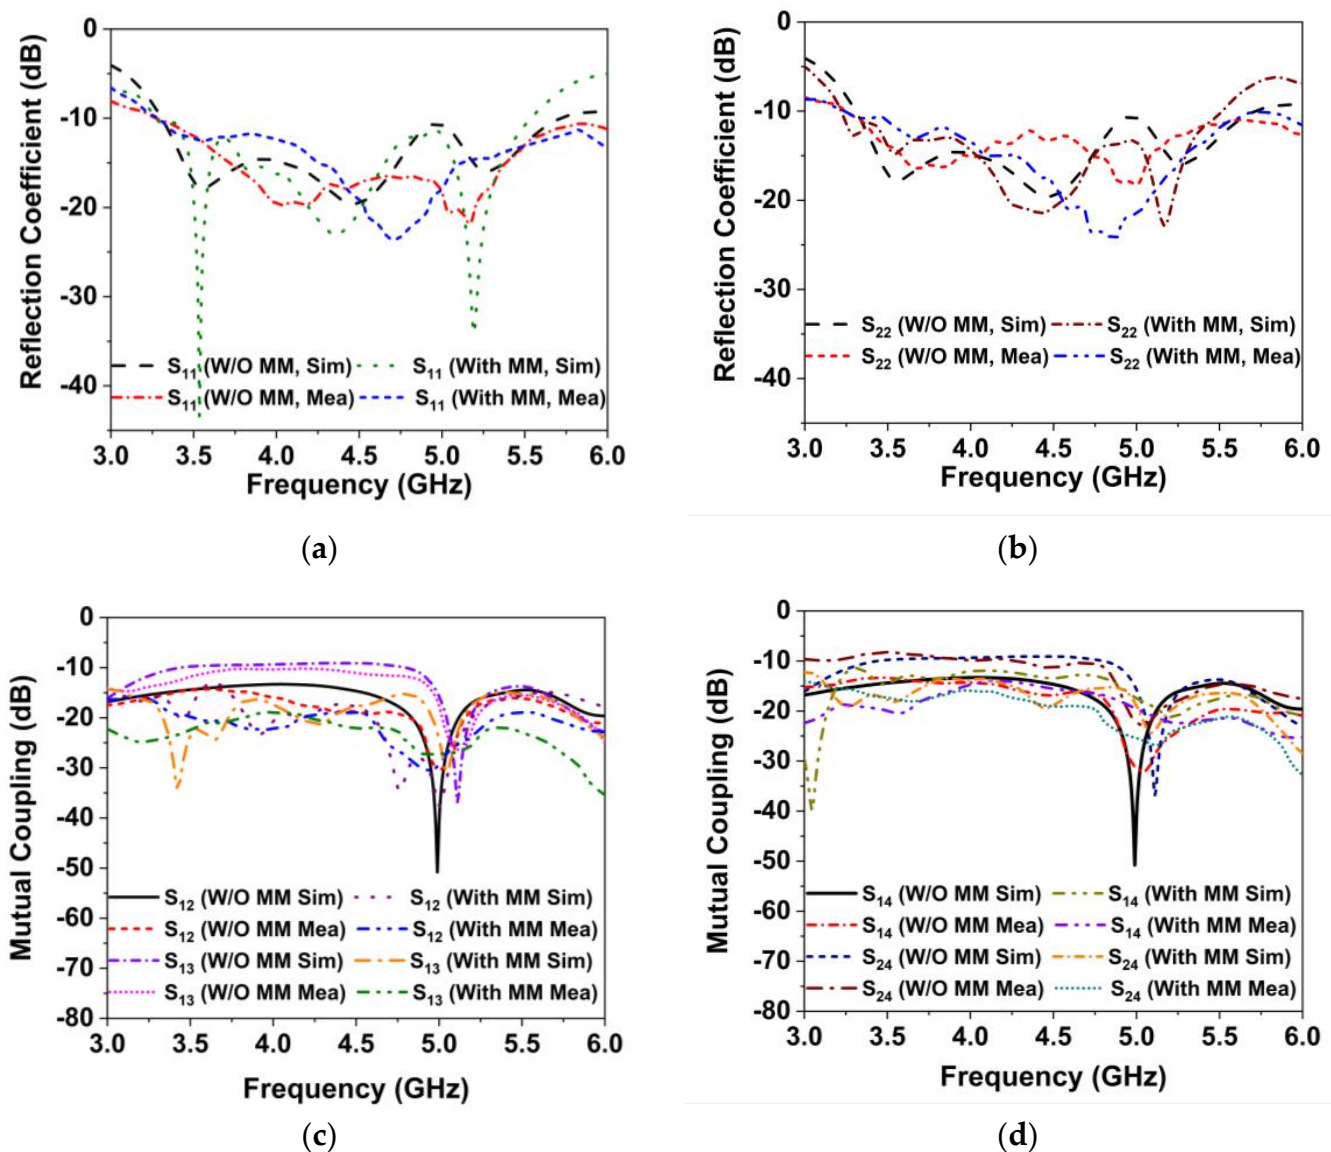 0
-10
-20
-30
-40
Reflection Coefficient (dB)
S11 (W/O MM, Sim) S11 (With MM, Sim)
S11 (W/O MM, Mea) S11 (With MM, Mea)
3.0 3.5 4.0 4.5 5.0 5.5 6.0
Frequency (GHz)
(a)
0
-10
-20
-30
-40
Reflection Coefficient (dB)
S22 (W/O MM, Sim) S22 (With MM, Sim)
S22 (W/O MM, Mea) S22 (With MM, Mea)
3.0 3.5 4.0 4.5 5.0 5.5 6.0
Frequency (GHz)
(b)
0
-10
-20
-30
-40
-50
-60
-70
-80
Mutual Coupling (dB)
S12 (W/O MM Sim) S12 (With MM Sim)
S12 (W/O MM Mea) S12 (With MM Mea)
S13 (W/O MM Sim) S13 (With MM Sim)
S13 (W/O MM Mea) S13 (With MM Mea)
3.0 3.5 4.0 4.5 5.0 5.5 6.0
Frequency (GHz)
(c)
0
-10
-20
-30
-40
-50
-60
-70
-80
Mutual Coupling (dB)
S14 (W/O MM Sim) S14 (With MM Sim)
S14 (W/O MM Mea) S14 (With MM Mea)
S24 (W/O MM Sim) S24 (With MM Sim)
S24 (W/O MM Mea) S24 (With MM Mea)
3.0 3.5 4.0 4.5 5.0 5.5 6.0
Frequency (GHz)
(d)